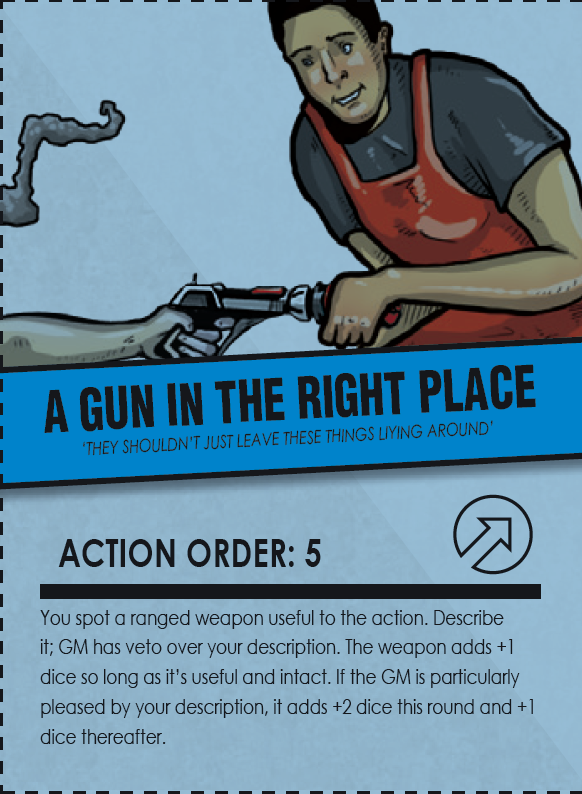 A GUN IN THE RIGHT PLACE
'THEY SHOULDN'T JUST LEAVE THESE THINGS LIYING AROUND'
ACTION ORDER: 5
You spot a ranged weapon useful to the action. Describe
it; GM has veto over your description. The weapon adds +1
dice so long as it's useful and intact. If the GM is particularly
pleased by your description, it adds +2 dice this round and +1
dice thereafter.